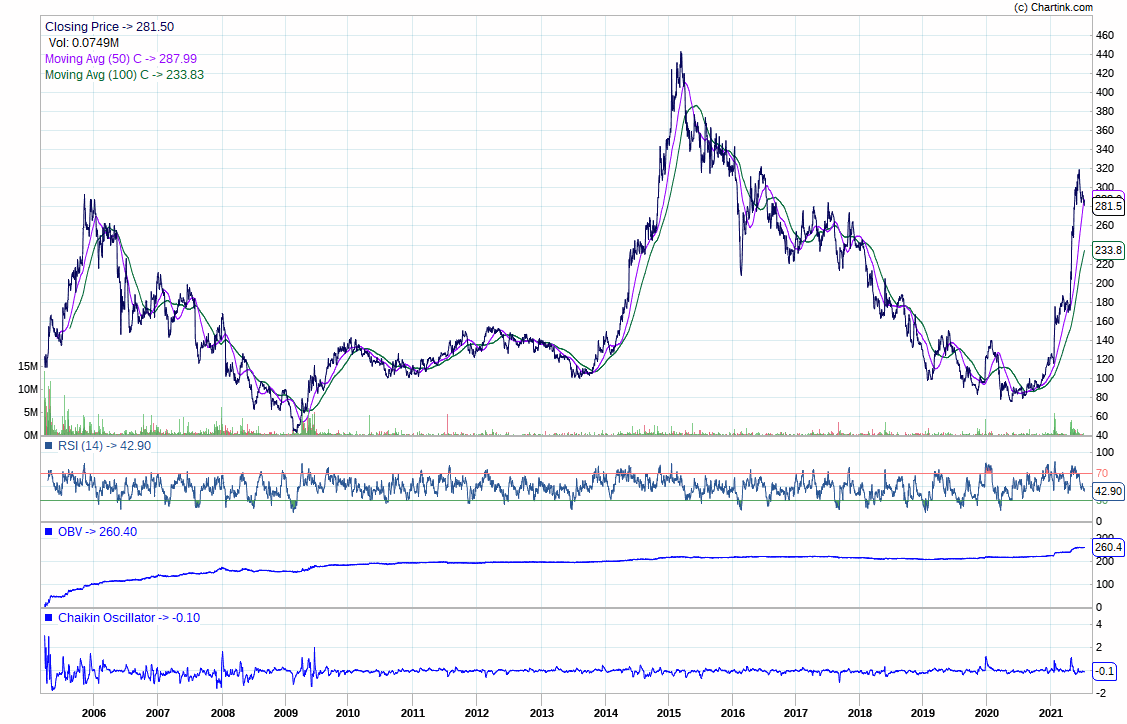 (c) Chartink.com
Closing Price -> 281.50
Vol: 0.0749M
Moving Avg (50) C -> 287.99
Moving Avg (100) C -> 233.83
460
440
420
400
380
360
340
320
300
281.5
260
233.8
220
200
180
160
140
120
100
80
60
40
15M
10M
5M
0M
RSI (14) -> 42.90
100
70
42.90
0
OBV -> 260.40
260.4
200
100
0
Chaikin Oscillator -> -0.10
4
2
-0.1
-2
2006 2007 2008 2009 2010 2011 2012 2013 2014 2015 2016 2017 2018 2019 2020 2021